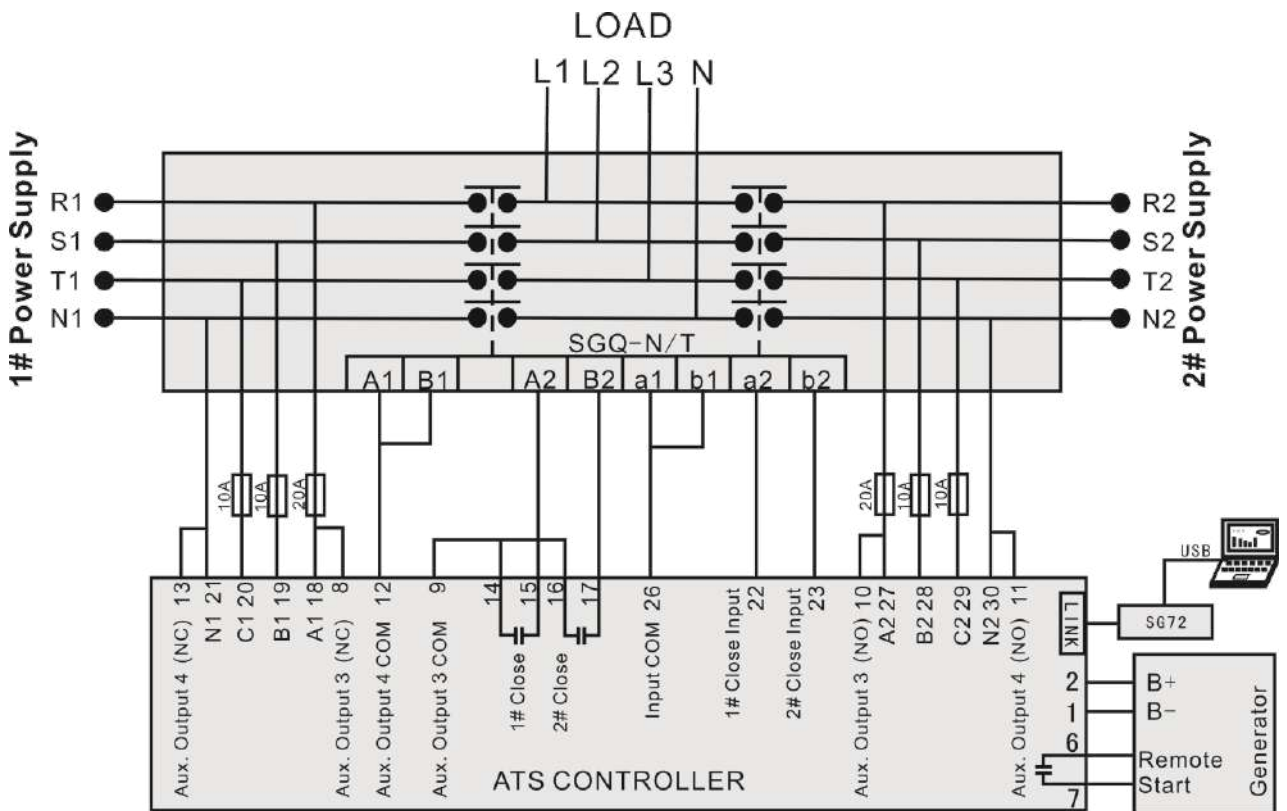 LOAD
L1 L2 L3 N
1# Power Supply
R1
S1
T1
N1
2# Power Supply
R2
S2
T2
N2
SGQ-N/T
A1 B1 A2 B2 a1 b1 a2 b2
10A 10A 20A
20A 10A 10A
USB
Aux. Output 4 (NC) 13
N1 21
C1 20
B1 19
A1 18
Aux. Output 3 (NC) 8
Aux. Output 4 COM 12
Aux. Output 3 COM 9
14
15
16
17
1# Close
2# Close
Input COM 26
1# Close Input 22
2# Close Input 23
Aux. Output 3 (NO) 10
A2 27
B2 28
C2 29
N2 30
Aux. Output 4 (NO) 11
LINK
SG72
2
1
6
7
B+
B-
Remote
Start
Generator
ATS CONTROLLER